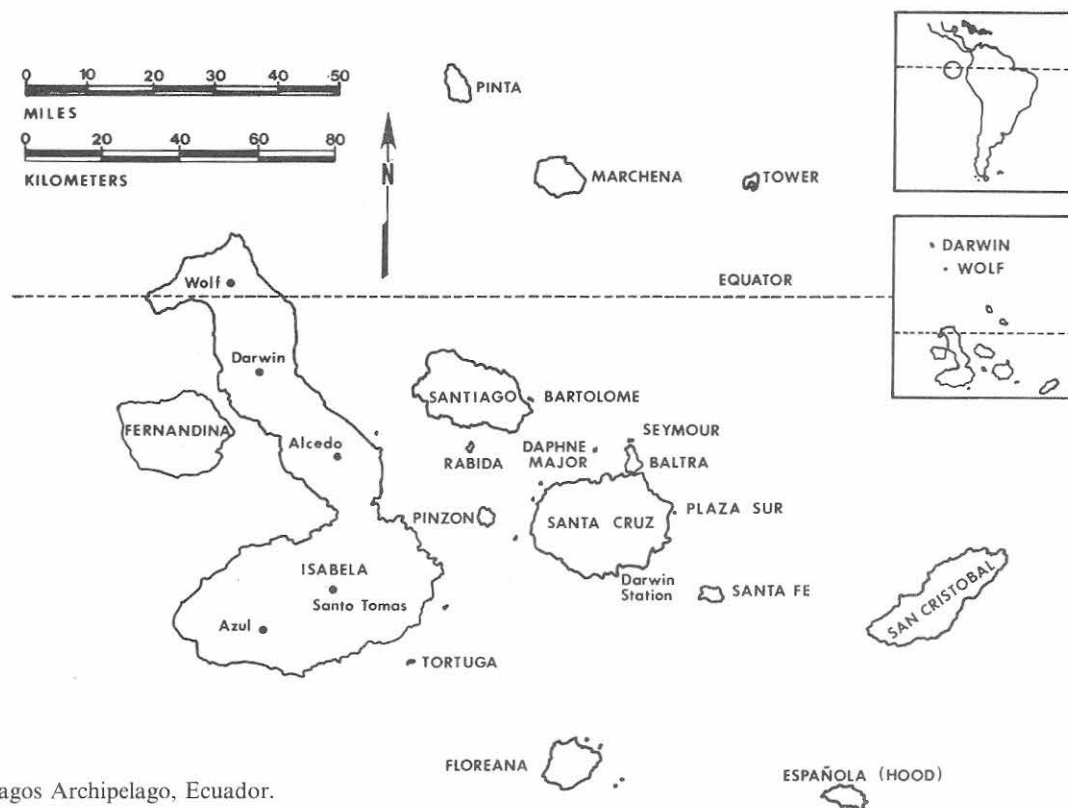 0 10 20 30 40 50
MILES
0 20 40 60 80
KILOMETERS
N
PINTA
MARCHENA
TOWER
Wolf
EQUATOR
DARWIN
WOLF
Darwin
SANTIAGO
BARTOLOME
FERNANDINA
Alcedo
RABIDA
DAPHNE
MAJOR
SEYMOUR
BALTRA
PINZON
SANTA CRUZ
PLAZA SUR
ISABELA
Santo Tomas
Darwin
Station
SANTA FE
SAN CRISTOBAL
Azul
TORTUGA
FLOREANA
ESPAÑOLA (HOOD)
agos Archipelago, Ecuador.